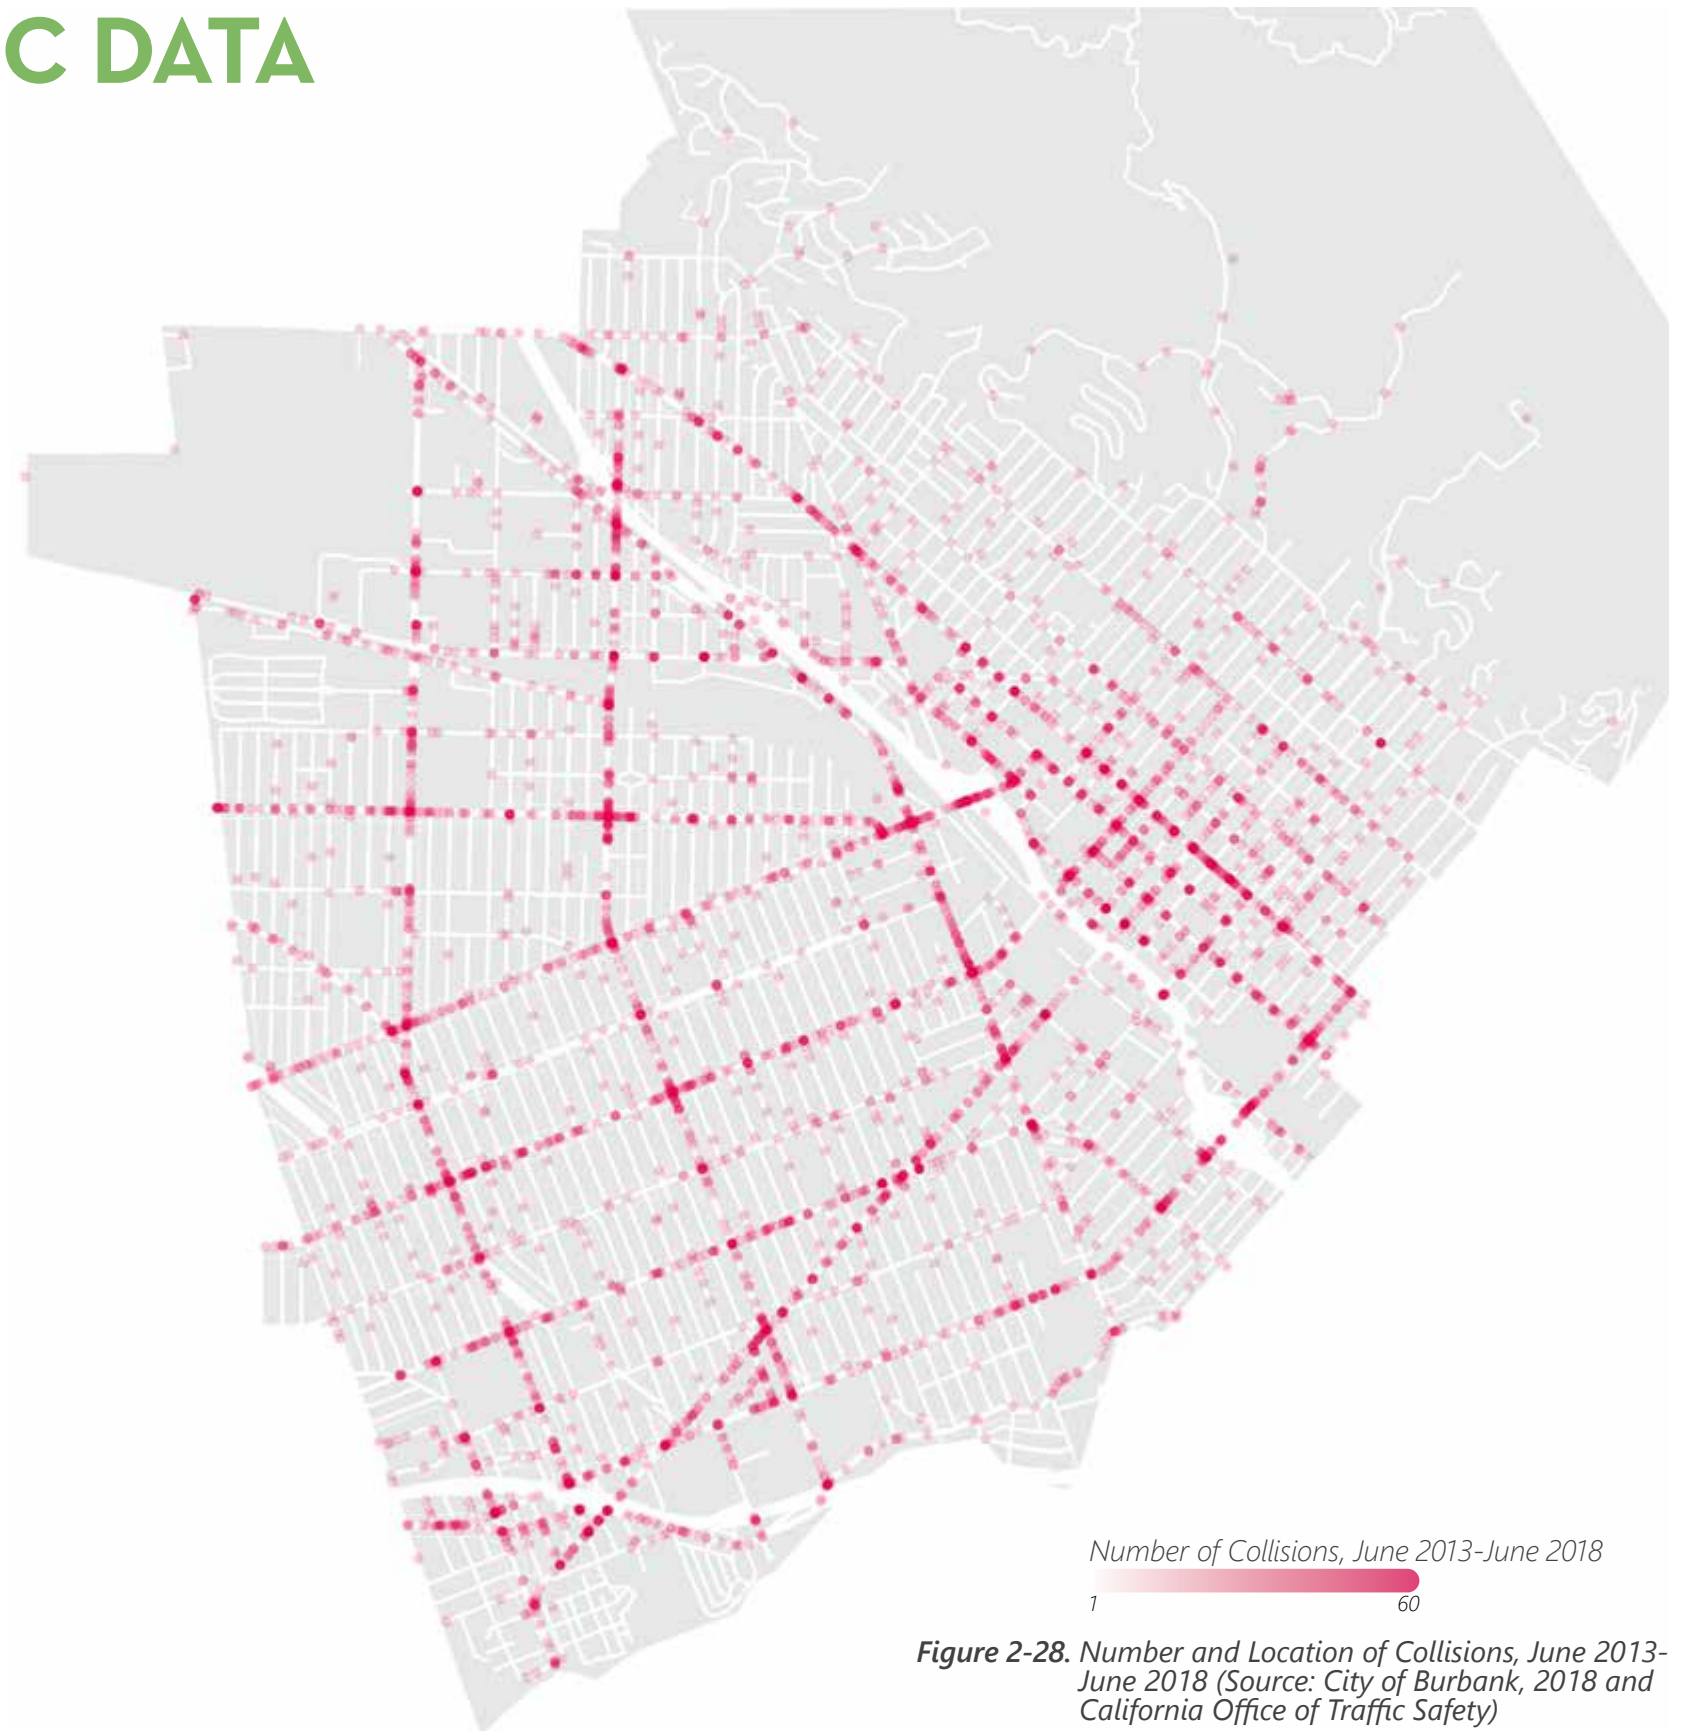 C DATA
Number of Collisions, June 2013-June 2018
1 60
Figure 2-28. Number and Location of Collisions, June 2013-
June 2018 (Source: City of Burbank, 2018 and
California Office of Traffic Safety)